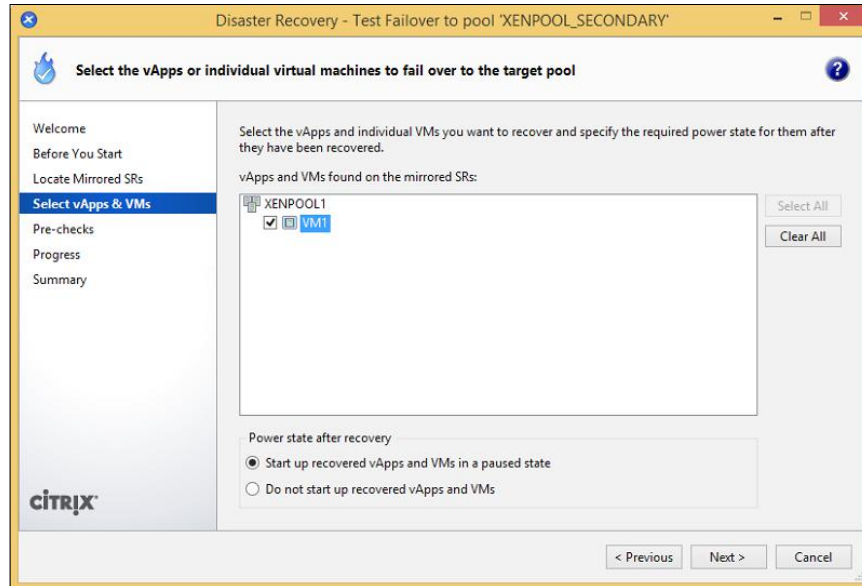 Disaster Recovery - Test Failover to pool 'XENPOOL_SECONDARY'
Select the vApps or individual virtual machines to fail over to the target pool
?
Welcome
Before You Start
Locate Mirrored SRs
Select vApps & VMs
Pre-checks
Progress
Summary
Select the vApps and individual VMs you want to recover and specify the required power state for them after
they have been recovered.
vApps and VMs found on the mirrored SRs:
XENPOOL1
VM1
Select All
Clear All
Power state after recovery
Start up recovered vApps and VMs in a paused state
Do not start up recovered vApps and VMs
CITRIX
< Previous
Next >
Cancel